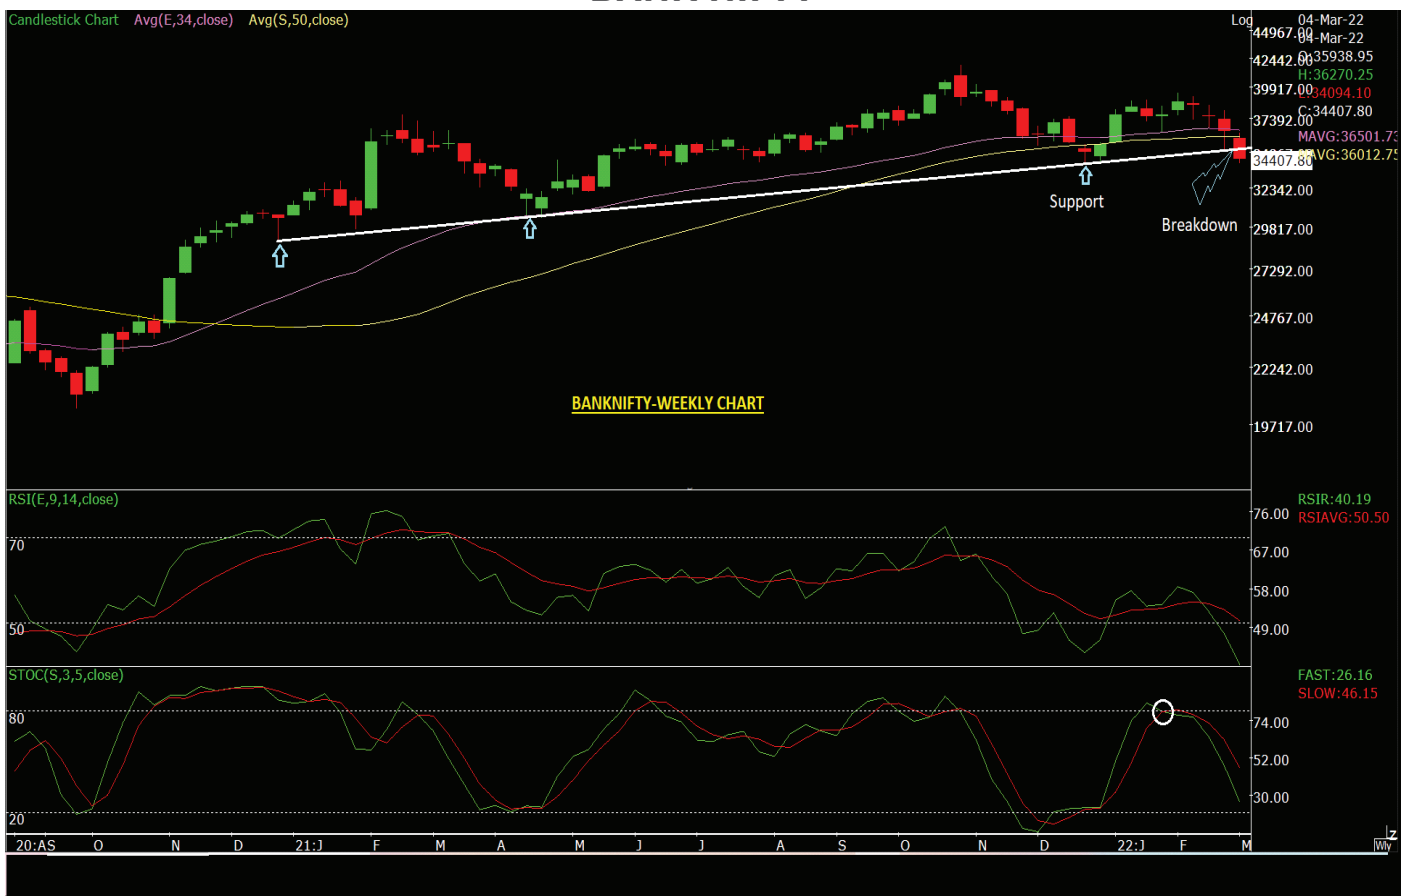 Candlestick Chart Avg(E,34,close) Avg(S,50,close)
Log
04-Mar-22
04-Mar-22
O:35938.95
H:36270.25
L:34094.10
C:34407.80
MAVG:36501.73
MAVG:36012.75
44967.00
42442.00
39917.00
37392.00
34407.80
32342.00
29817.00
27292.00
24767.00
22242.00
19717.00
Support
Breakdown
BANKNIFTY-WEEKLY CHART
RSI(E,9,14,close)
RSIR:40.19
RSIAVG:50.50
70
50
76.00
67.00
58.00
49.00
STOC(S,3,5,close)
FAST:26.16
SLOW:46.15
80
20
74.00
52.00
30.00
20:AS O N D 21:J F M A M J J A S O N D 22:J F M
Z
Wly